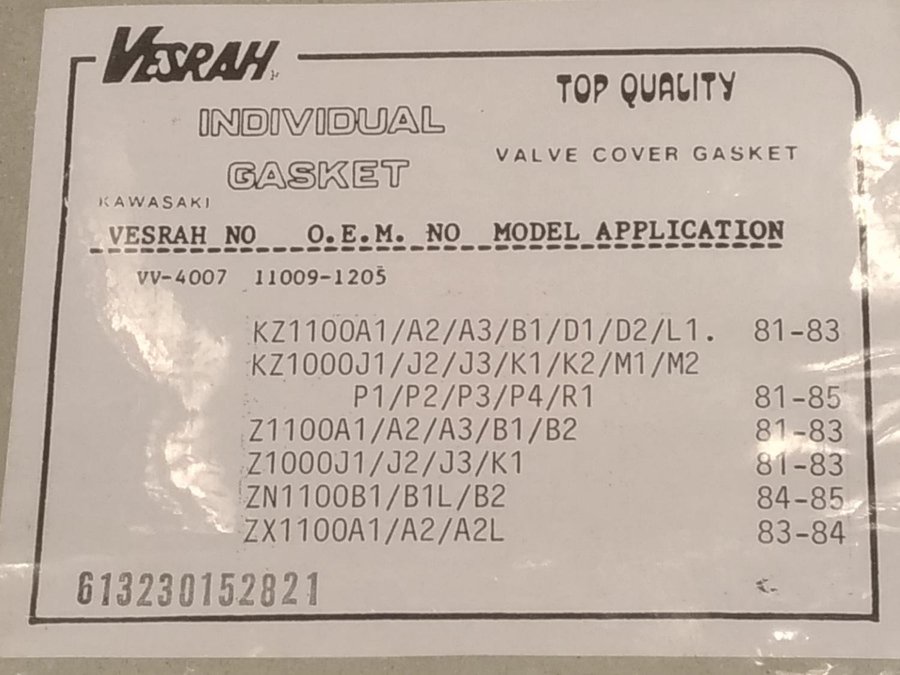 VESRAH
TOP QUALITY
INDIVIDUAL
GASKET
VALVE COVER GASKET
KAWASAKI
VESRAH NO O.E.M. NO MODEL APPLICATION
VV-4007 11009-1205
KZ1100A1/A2/A3/B1/D1/D2/L1. 81-83
KZ1000J1/J2/J3/K1/K2/M1/M2
P1/P2/P3/P4/R1 81-85
Z1100A1/A2/A3/B1/B2 81-83
Z1000J1/J2/J3/K1 81-83
ZN1100B1/B1L/B2 84-85
ZX1100A1/A2/A2L 83-84
613230152821